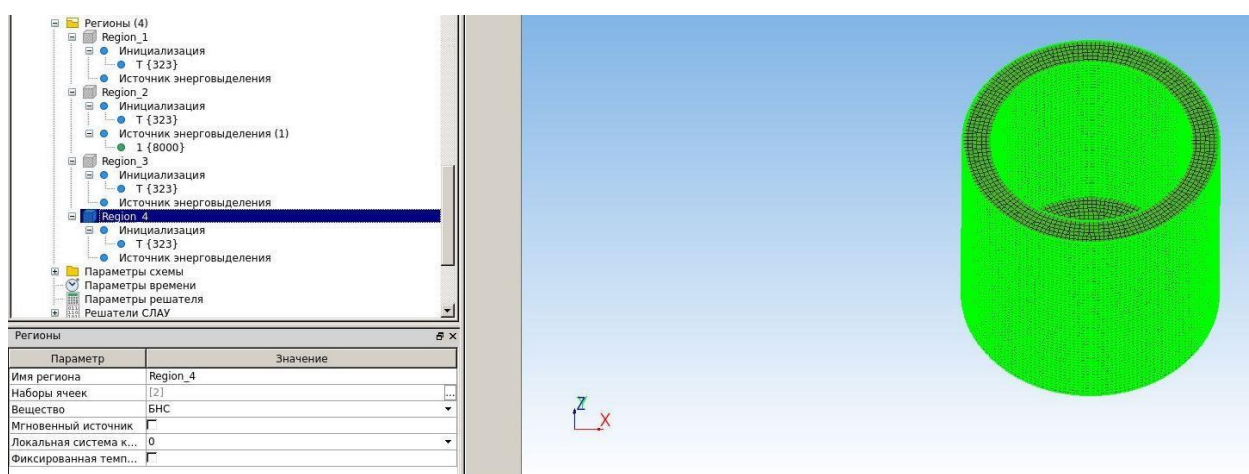 Регионы (4)
Region_1
Инициализация
T {323}
Источник энерговыделения
Region_2
Инициализация
T {323}
Источник энерговыделения (1)
1 {8000}
Region_3
Инициализация
T {323}
Источник энерговыделения
Region_4
Инициализация
T {323}
Источник энерговыделения
Параметры схемы
Параметры времени
Параметры решателя
Решатели СЛАУ
Регионы
Параметр Значение
Имя региона Region_4
Наборы ячеек [2] ...
Вещество БНС
Мгновенный источник
Локальная система к... 0
Фиксированная темп...
Z
X